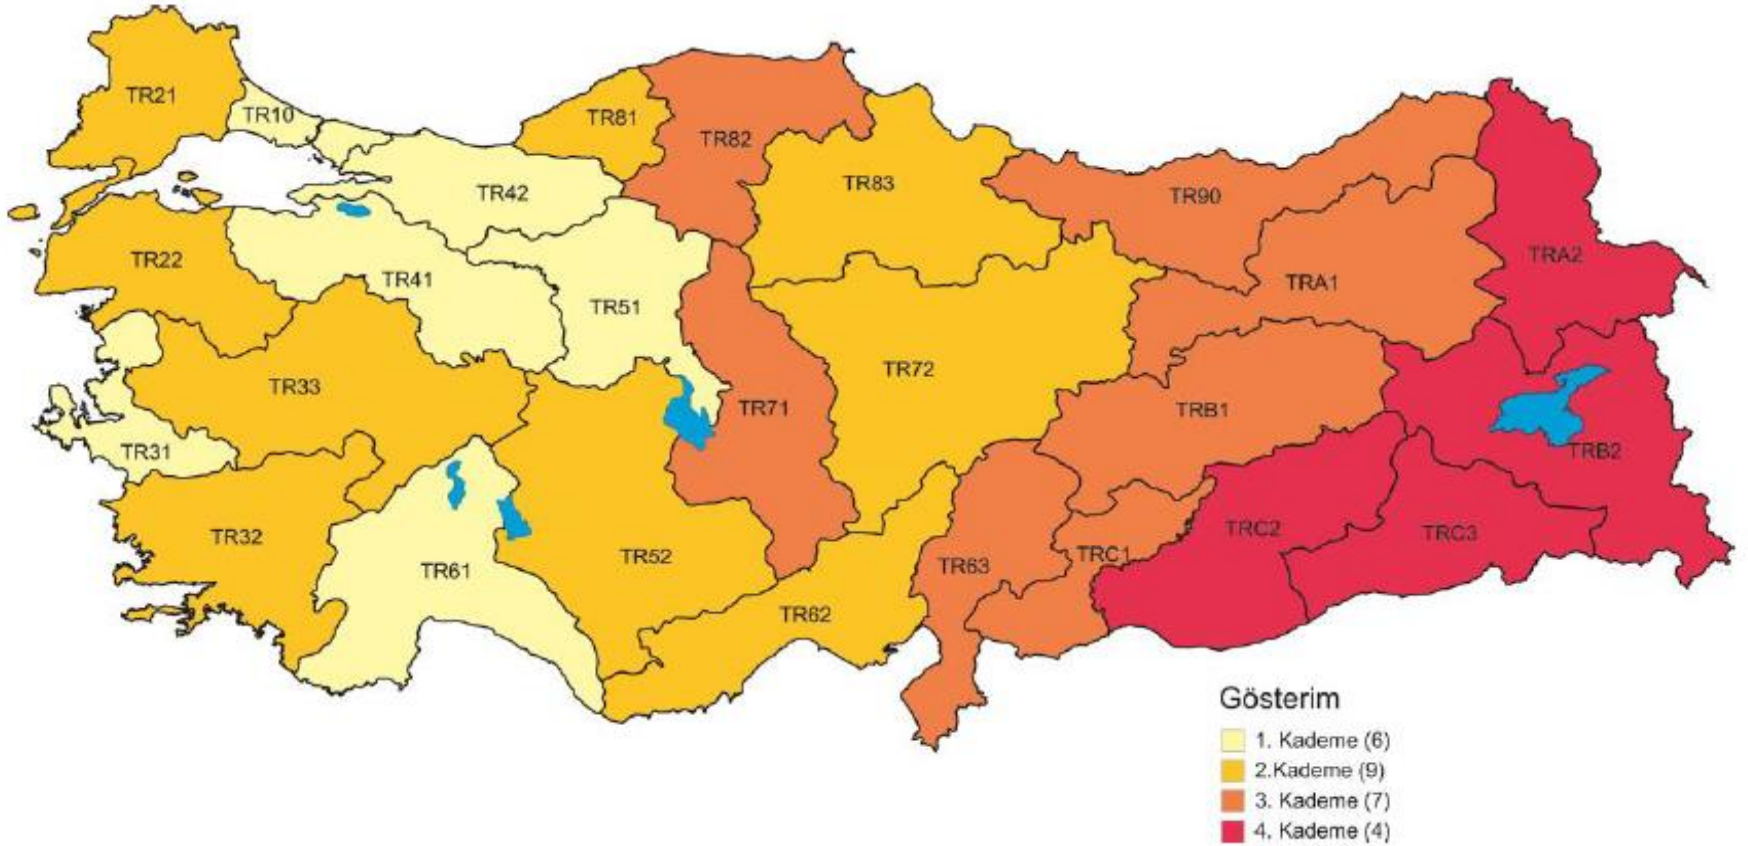 TR21
TR10
TR81
TR82
TR42
TR83
TR90
TR22
TR41
TR51
TRA1
TRA2
TR33
TR72
TR71
TRB1
TR31
TRB2
TR32
TR61
TR52
TR63
TRC1
TRC2
TRC3
TR62
Gösterim
1. Kademe (6)
2.Kademe (9)
3. Kademe (7)
4. Kademe (4)